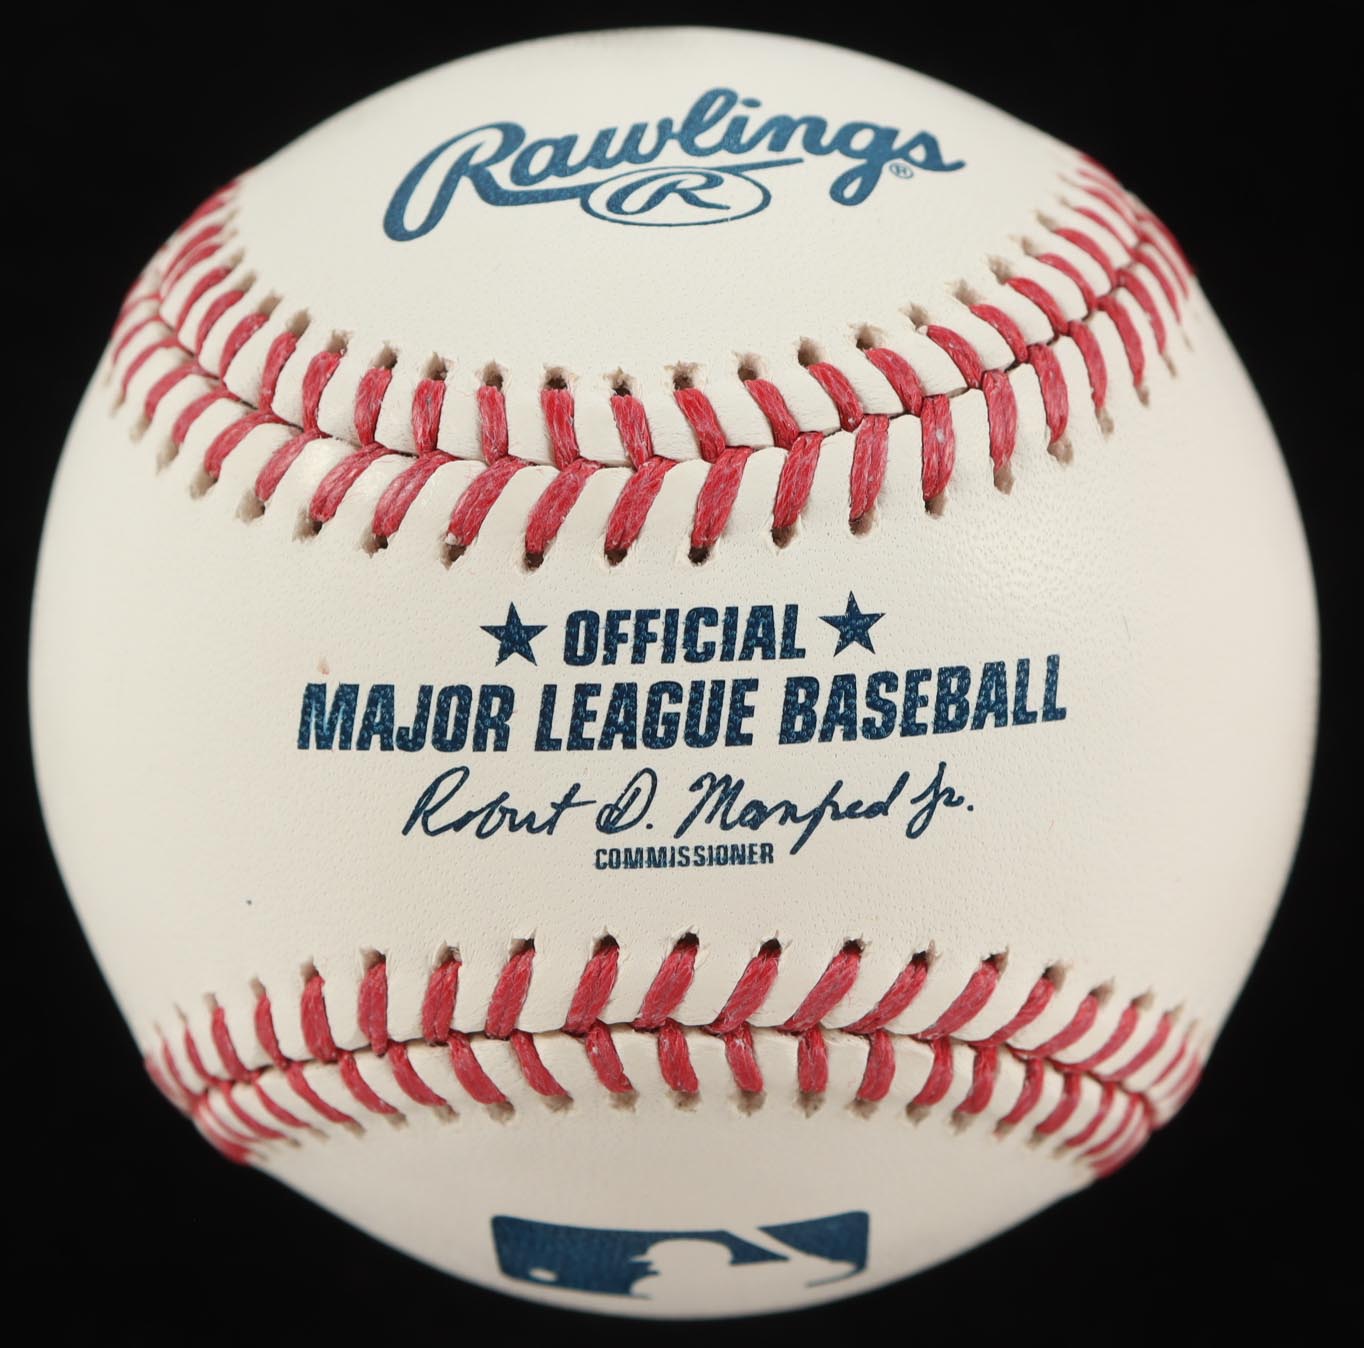 Rawlings®
R
★ OFFICIAL ★
MAJOR LEAGUE BASEBALL
Robert D. Manfred Jr.
COMMISSIONER